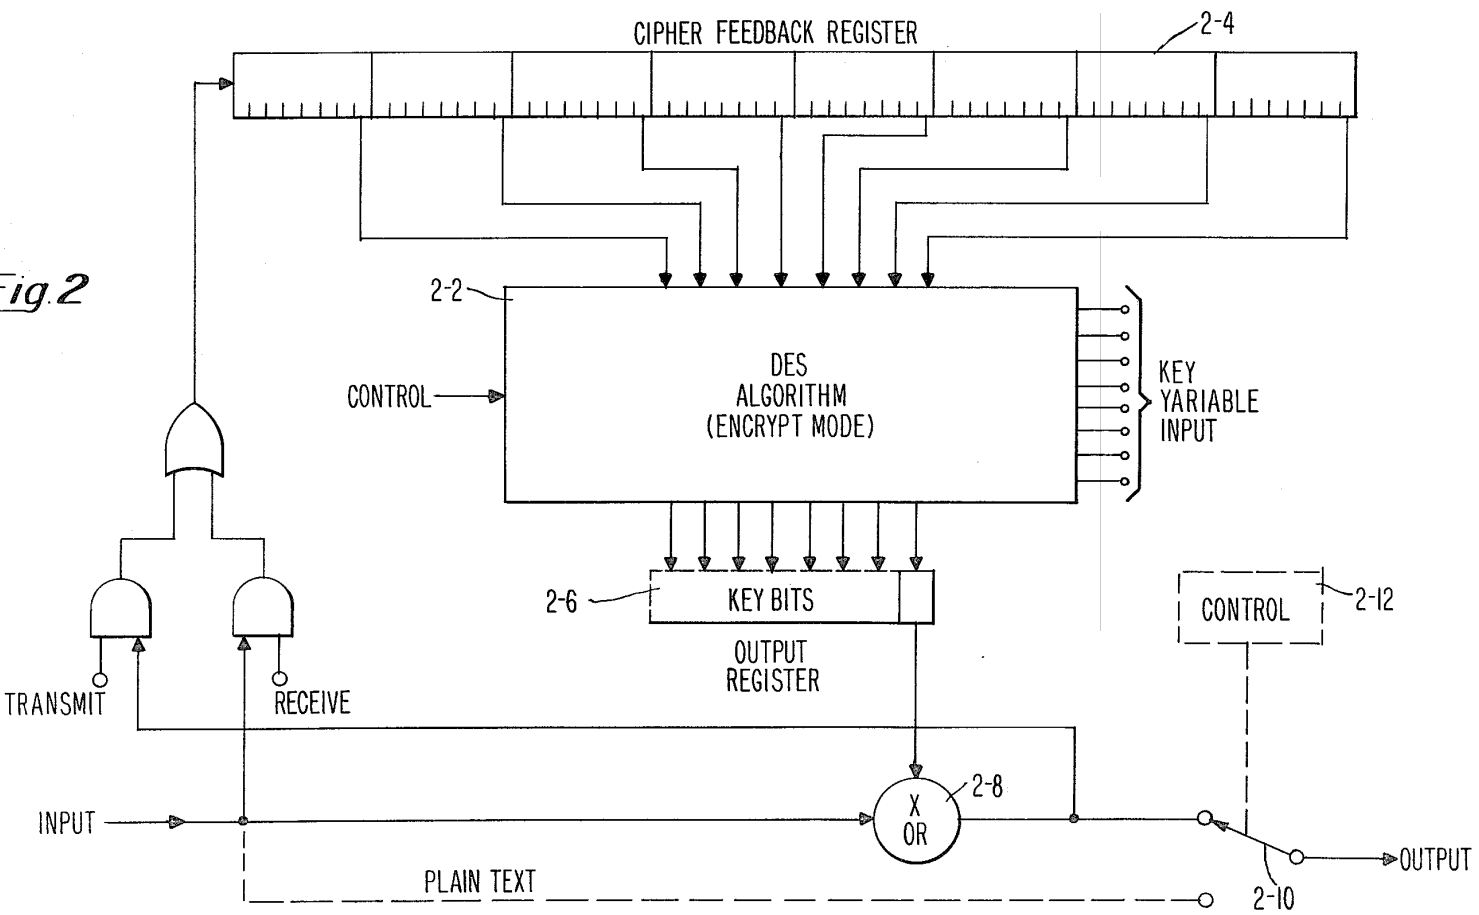 CIPHER FEEDBACK REGISTER
2-4
Fig. 2
2-2
DES
ALGORITHM
(ENCRYPT MODE)
CONTROL
KEY
YARIABLE
INPUT
2-6
KEY BITS
OUTPUT
REGISTER
CONTROL
2-12
TRANSMIT
RECEIVE
INPUT
X
OR
2-8
OUTPUT
2-10
PLAIN TEXT